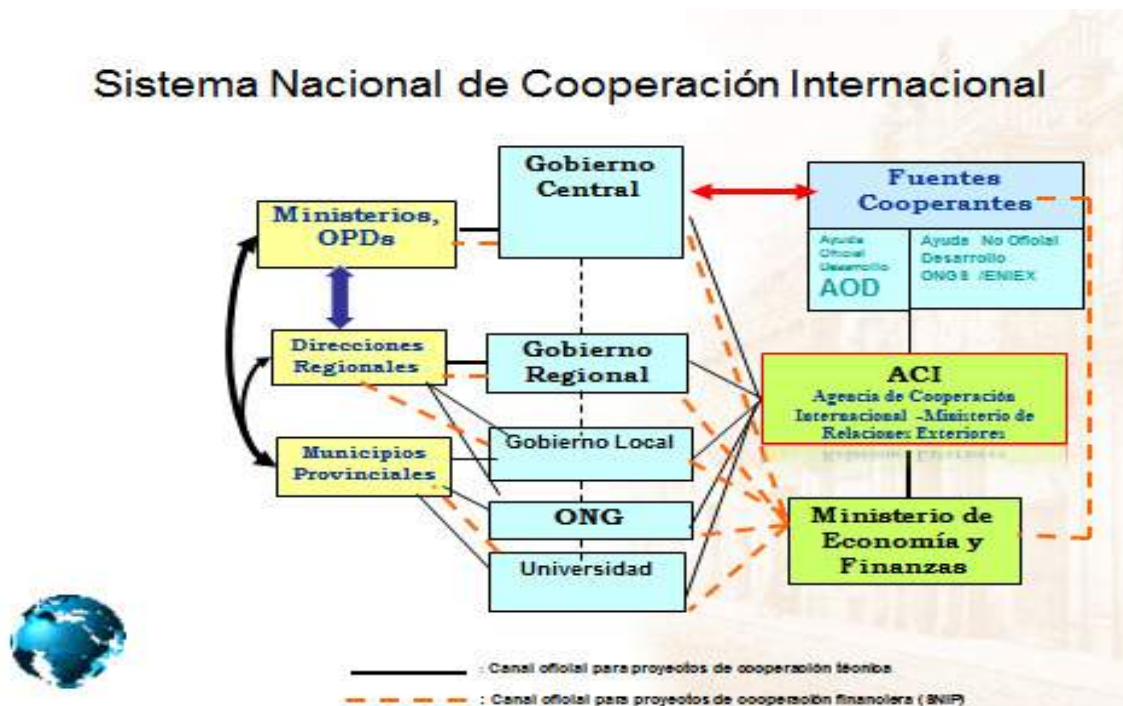 Sistema Nacional de Cooperación Internacional
Gobierno
Central
Fuentes
Cooperantes
Ministerios,
OPDs
Ayuda
Oficial
Desarrollo
AOD
Ayuda No Oficial
Desarrollo
ONGS /ENIEX
Direcciones
Regionales
Gobierno
Regional
ACI
Agencia de Cooperación
Internacional -Ministerio de
Relaciones Exteriores
Municipios
Provinciales
Gobierno Local
ONG
Universidad
Ministerio de
Economía y
Finanzas
: Canal oficial para proyectos de cooperación técnica
: Canal oficial para proyectos de cooperación financiera (SNIP)